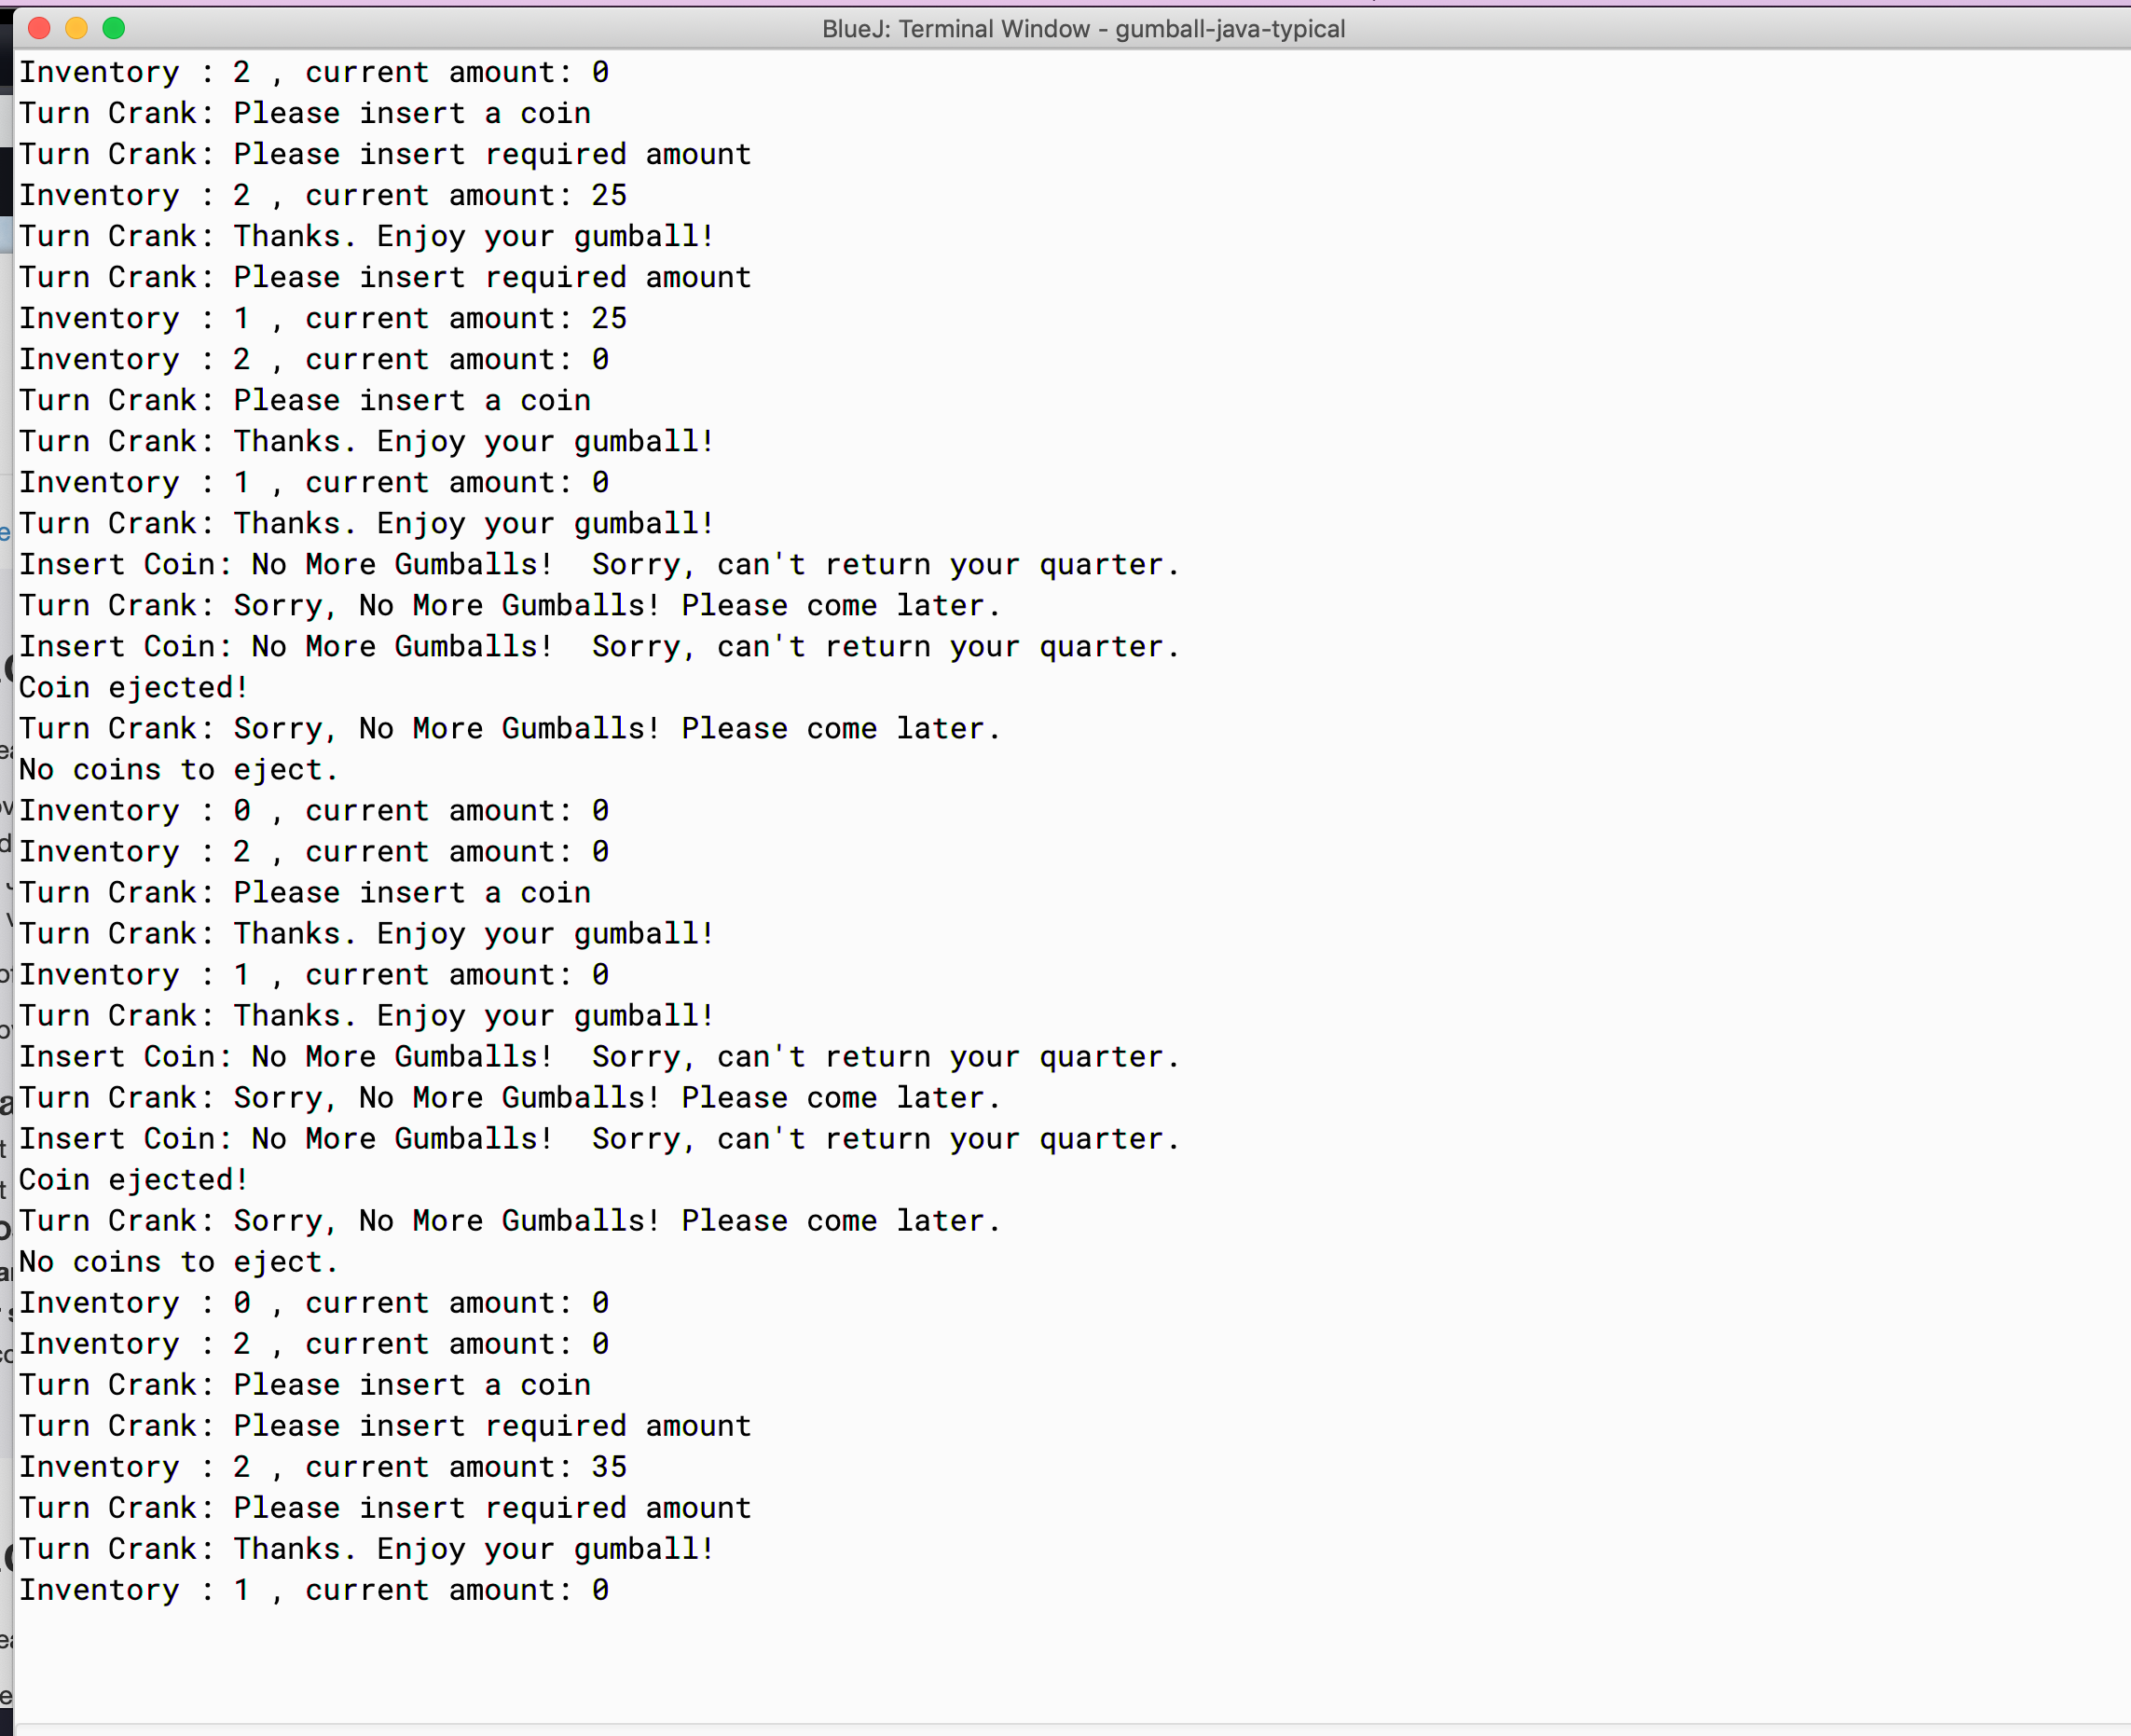 BlueJ: Terminal Window - gumball-java-typical
Inventory : 2 , current amount: 0
Turn Crank: Please insert a coin
Turn Crank: Please insert required amount
Inventory : 2 , current amount: 25
Turn Crank: Thanks. Enjoy your gumball!
Turn Crank: Please insert required amount
Inventory : 1 , current amount: 25
Inventory : 2 , current amount: 0
Turn Crank: Please insert a coin
Turn Crank: Thanks. Enjoy your gumball!
Inventory : 1 , current amount: 0
Turn Crank: Thanks. Enjoy your gumball!
Insert Coin: No More Gumballs!  Sorry, can't return your quarter.
Turn Crank: Sorry, No More Gumballs! Please come later.
Insert Coin: No More Gumballs!  Sorry, can't return your quarter.
Coin ejected!
Turn Crank: Sorry, No More Gumballs! Please come later.
No coins to eject.
Inventory : 0 , current amount: 0
Inventory : 2 , current amount: 0
Turn Crank: Please insert a coin
Turn Crank: Thanks. Enjoy your gumball!
Inventory : 1 , current amount: 0
Turn Crank: Thanks. Enjoy your gumball!
Insert Coin: No More Gumballs!  Sorry, can't return your quarter.
Turn Crank: Sorry, No More Gumballs! Please come later.
Insert Coin: No More Gumballs!  Sorry, can't return your quarter.
Coin ejected!
Turn Crank: Sorry, No More Gumballs! Please come later.
No coins to eject.
Inventory : 0 , current amount: 0
Inventory : 2 , current amount: 0
Turn Crank: Please insert a coin
Turn Crank: Please insert required amount
Inventory : 2 , current amount: 35
Turn Crank: Please insert required amount
Turn Crank: Thanks. Enjoy your gumball!
Inventory : 1 , current amount: 0